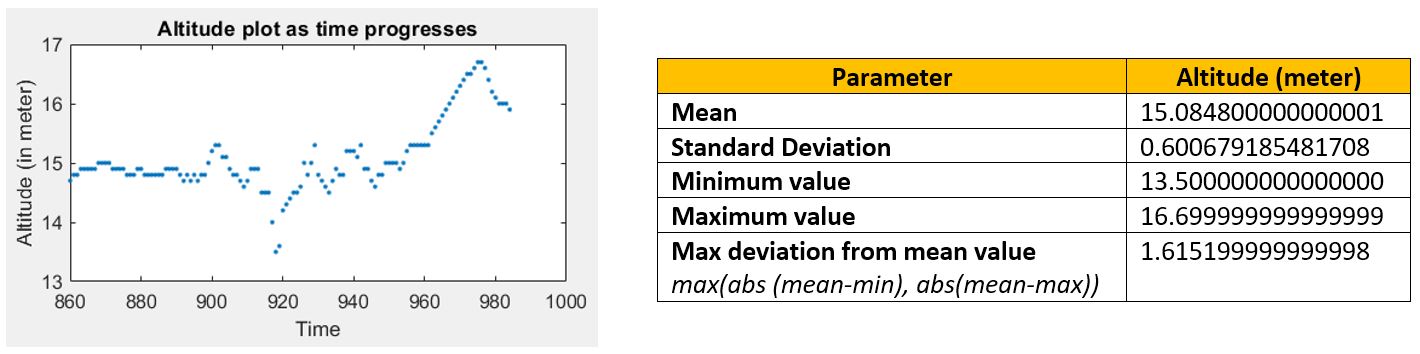 Altitude plot as time progresses
17
16
15
14
13
Altitude (in meter)
860 880 900 920 940 960 980 1000
Time
Parameter Altitude (meter)
Mean 15.084800000000001
Standard Deviation 0.600679185481708
Minimum value 13.500000000000000
Maximum value 16.699999999999999
Max deviation from mean value 1.615199999999998
max(abs (mean-min), abs(mean-max))